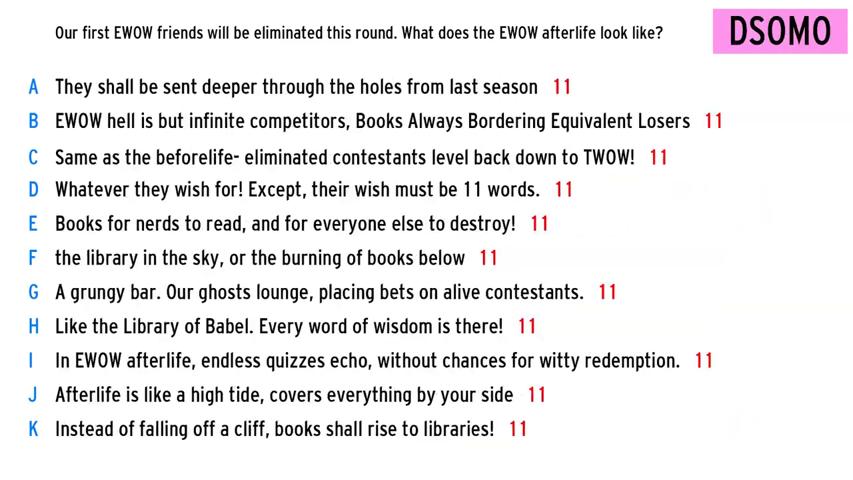 Our first EWOW friends will be eliminated this round. What does the EWOW afterlife look like?
DSOMO
A They shall be sent deeper through the holes from last season 11
B EWOW hell is but infinite competitors, Books Always Bordering Equivalent Losers 11
C Same as the beforelife- eliminated contestants level back down to TWOW! 11
D Whatever they wish for! Except, their wish must be 11 words. 11
E Books for nerds to read, and for everyone else to destroy! 11
F the library in the sky, or the burning of books below 11
G A grungy bar. Our ghosts lounge, placing bets on alive contestants. 11
H Like the Library of Babel. Every word of wisdom is there! 11
I In EWOW afterlife, endless quizzes echo, without chances for witty redemption. 11
J Afterlife is like a high tide, covers everything by your side 11
K Instead of falling off a cliff, books shall rise to libraries! 11